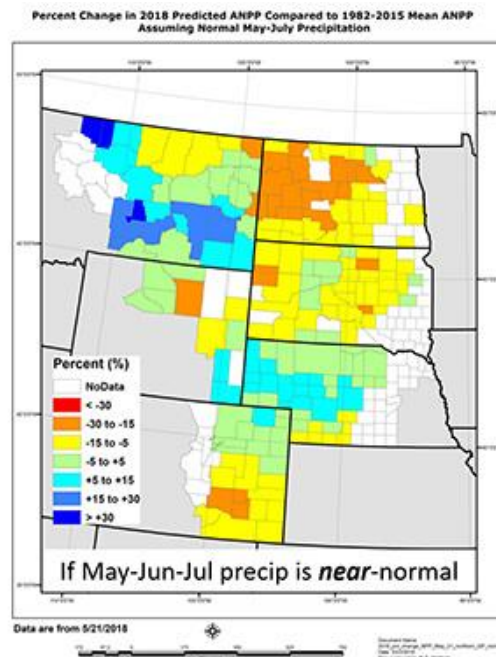 Percent Change in 2018 Predicted ANPP Compared to 1982-2015 Mean ANPP
Assuming Normal May-July Precipitation
Percent (%)
NoData
< -30
-30 to -15
-15 to -5
-5 to +5
+5 to +15
+15 to +30
> +30
If May-Jun-Jul precip is near-normal
Data are from 5/21/2018